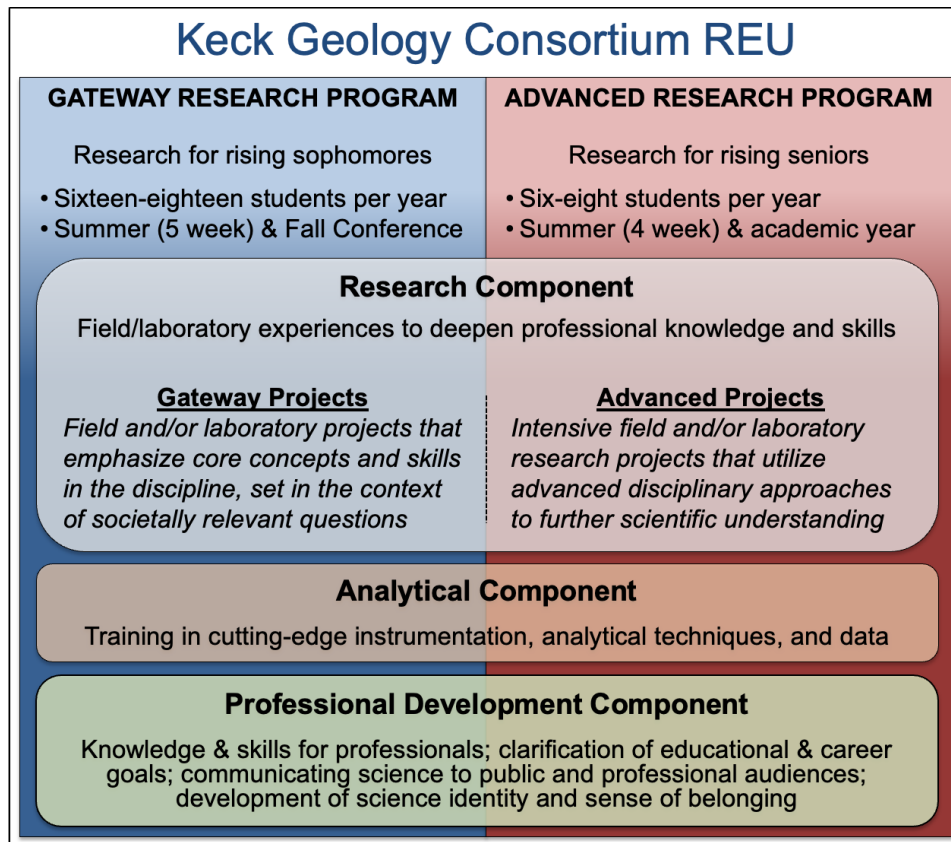 Keck Geology Consortium REU
GATEWAY RESEARCH PROGRAM
Research for rising sophomores
• Sixteen-eighteen students per year
• Summer (5 week) & Fall Conference
ADVANCED RESEARCH PROGRAM
Research for rising seniors
• Six-eight students per year
• Summer (4 week) & academic year
Research Component
Field/laboratory experiences to deepen professional knowledge and skills
Gateway Projects
Field and/or laboratory projects that
emphasize core concepts and skills
in the discipline, set in the context
of societally relevant questions
Advanced Projects
Intensive field and/or laboratory
research projects that utilize
advanced disciplinary approaches
to further scientific understanding
Analytical Component
Training in cutting-edge instrumentation, analytical techniques, and data
Professional Development Component
Knowledge & skills for professionals; clarification of educational & career
goals; communicating science to public and professional audiences;
development of science identity and sense of belonging